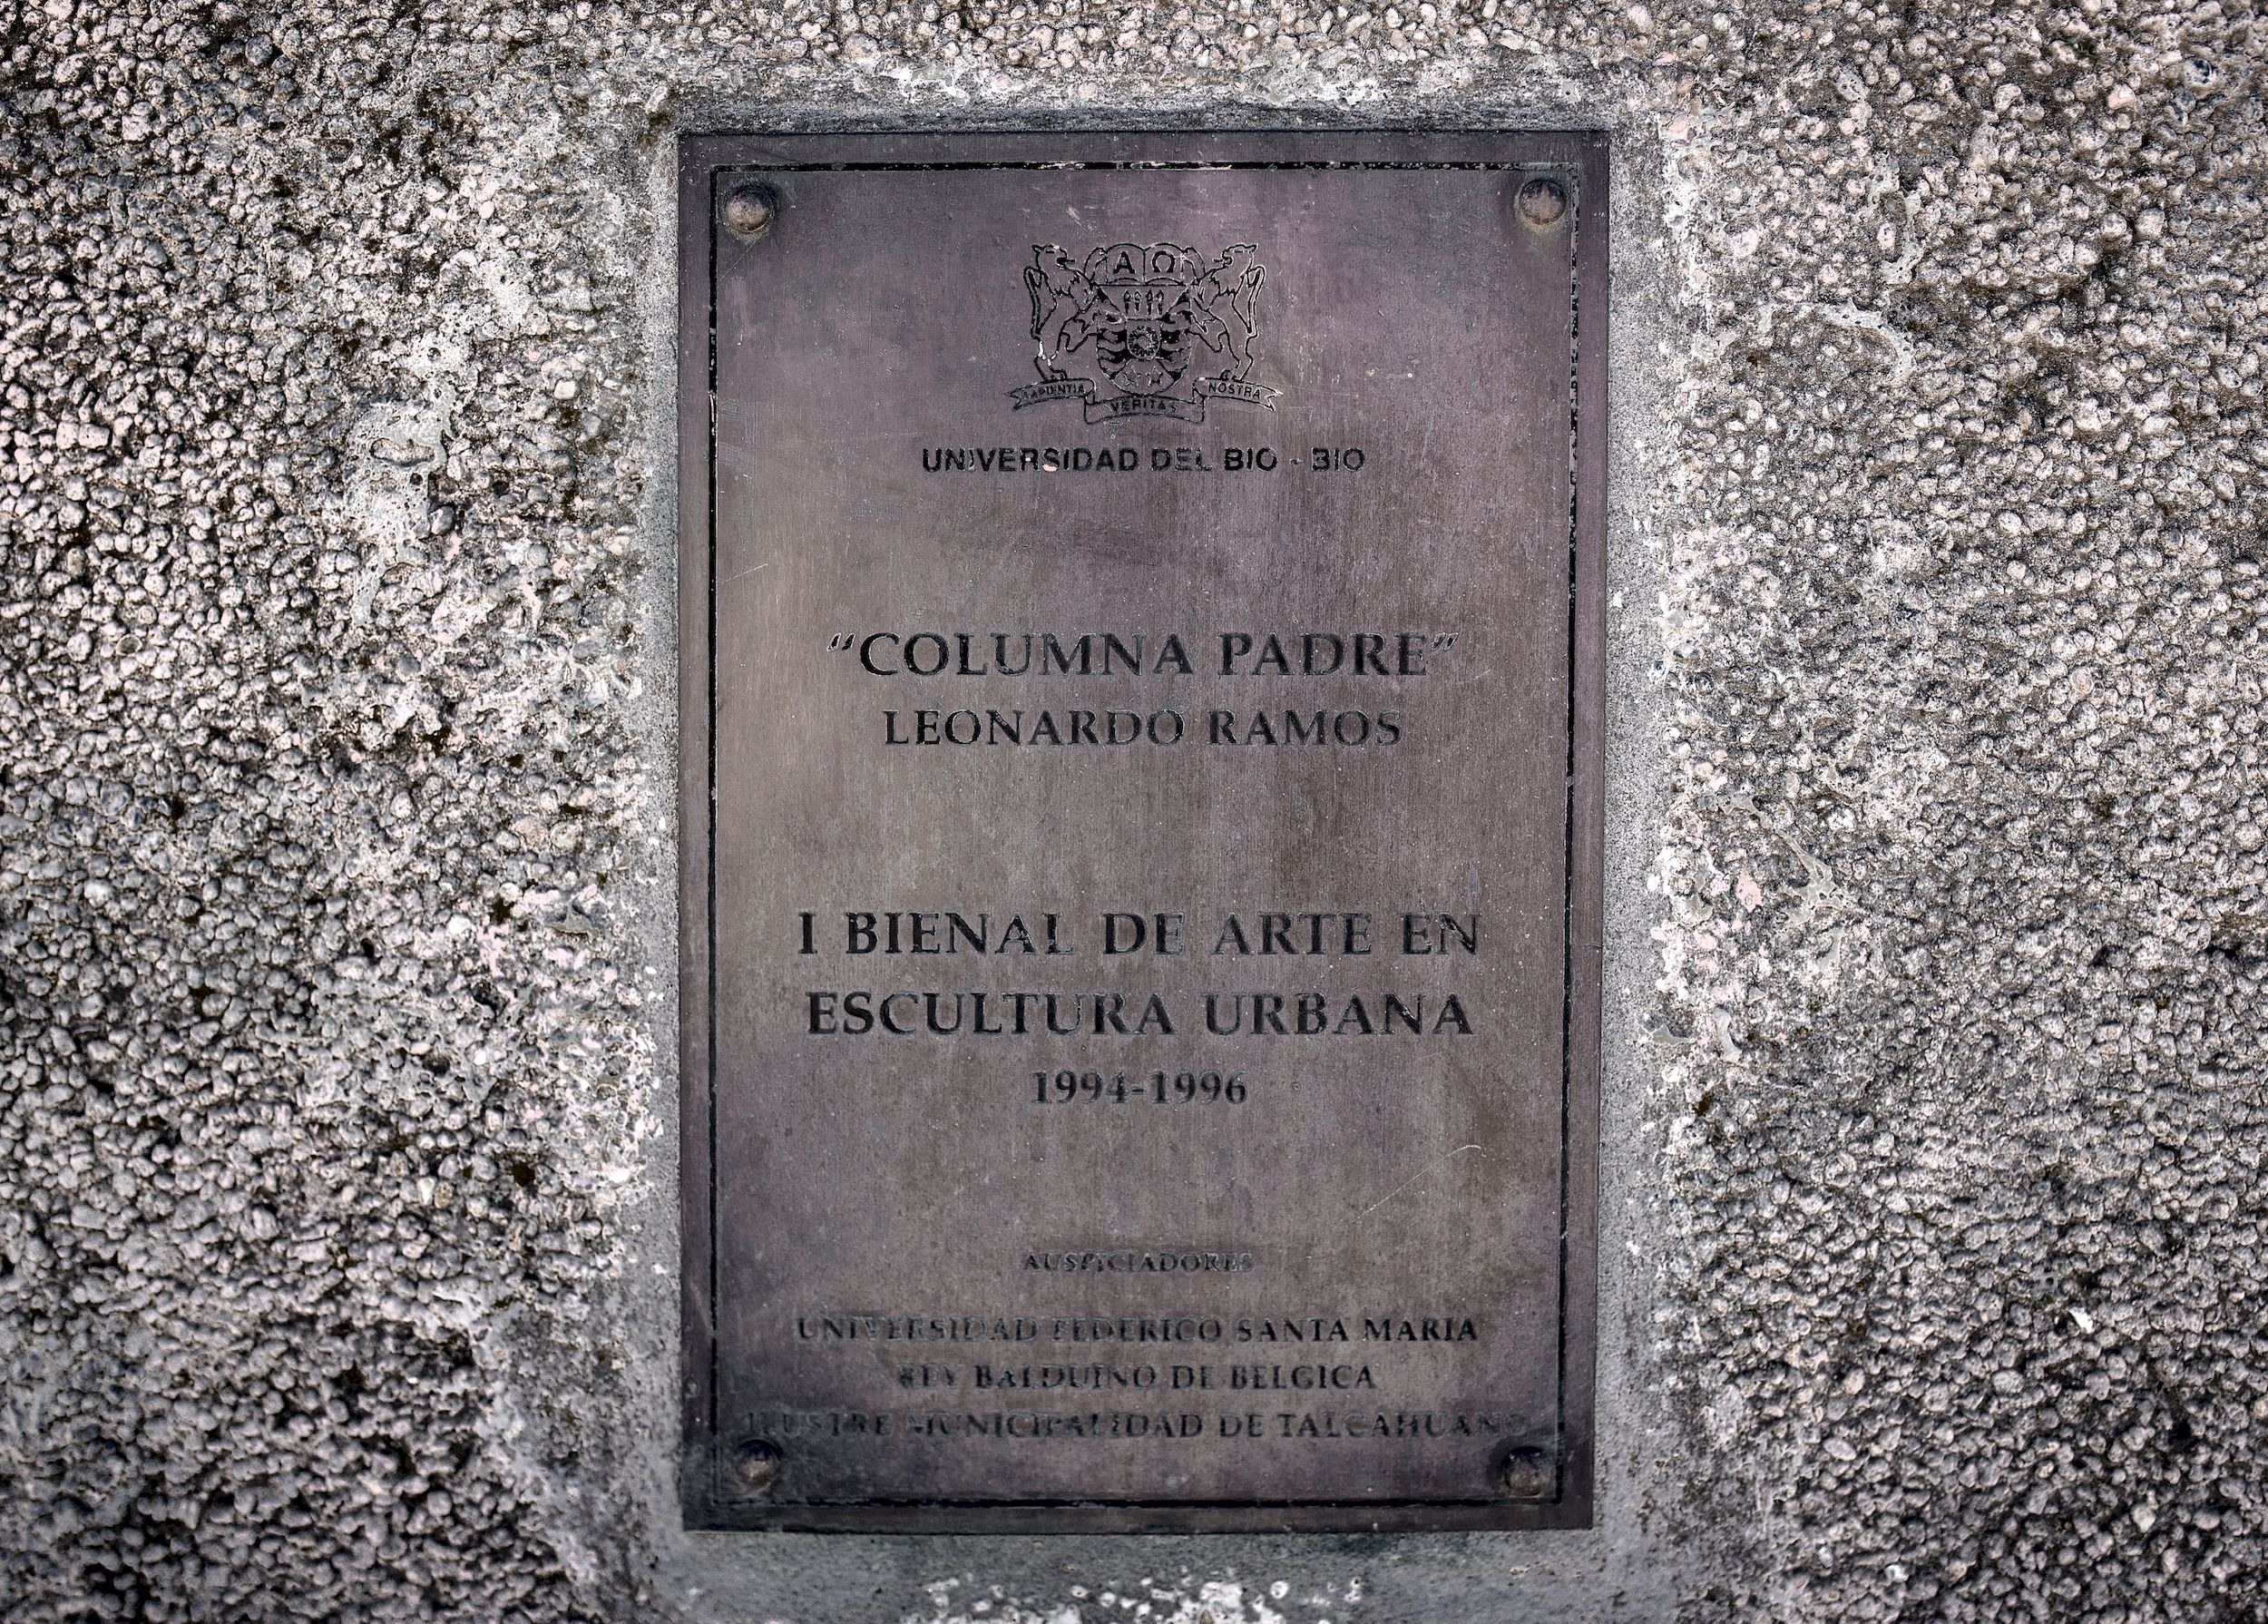 A Ω
SAPIENTIA VERITAS NOSTRA
UNIVERSIDAD DEL BIO - BIO
"COLUMNA PADRE"
LEONARDO RAMOS
I BIENAL DE ARTE EN
ESCULTURA URBANA
1994-1996
AUSPICIADORES
UNIVERSIDAD FEDERICO SANTA MARIA
REY BALDUINO DE BELGICA
ILUSTRE MUNICIPALIDAD DE TALCAHUANO